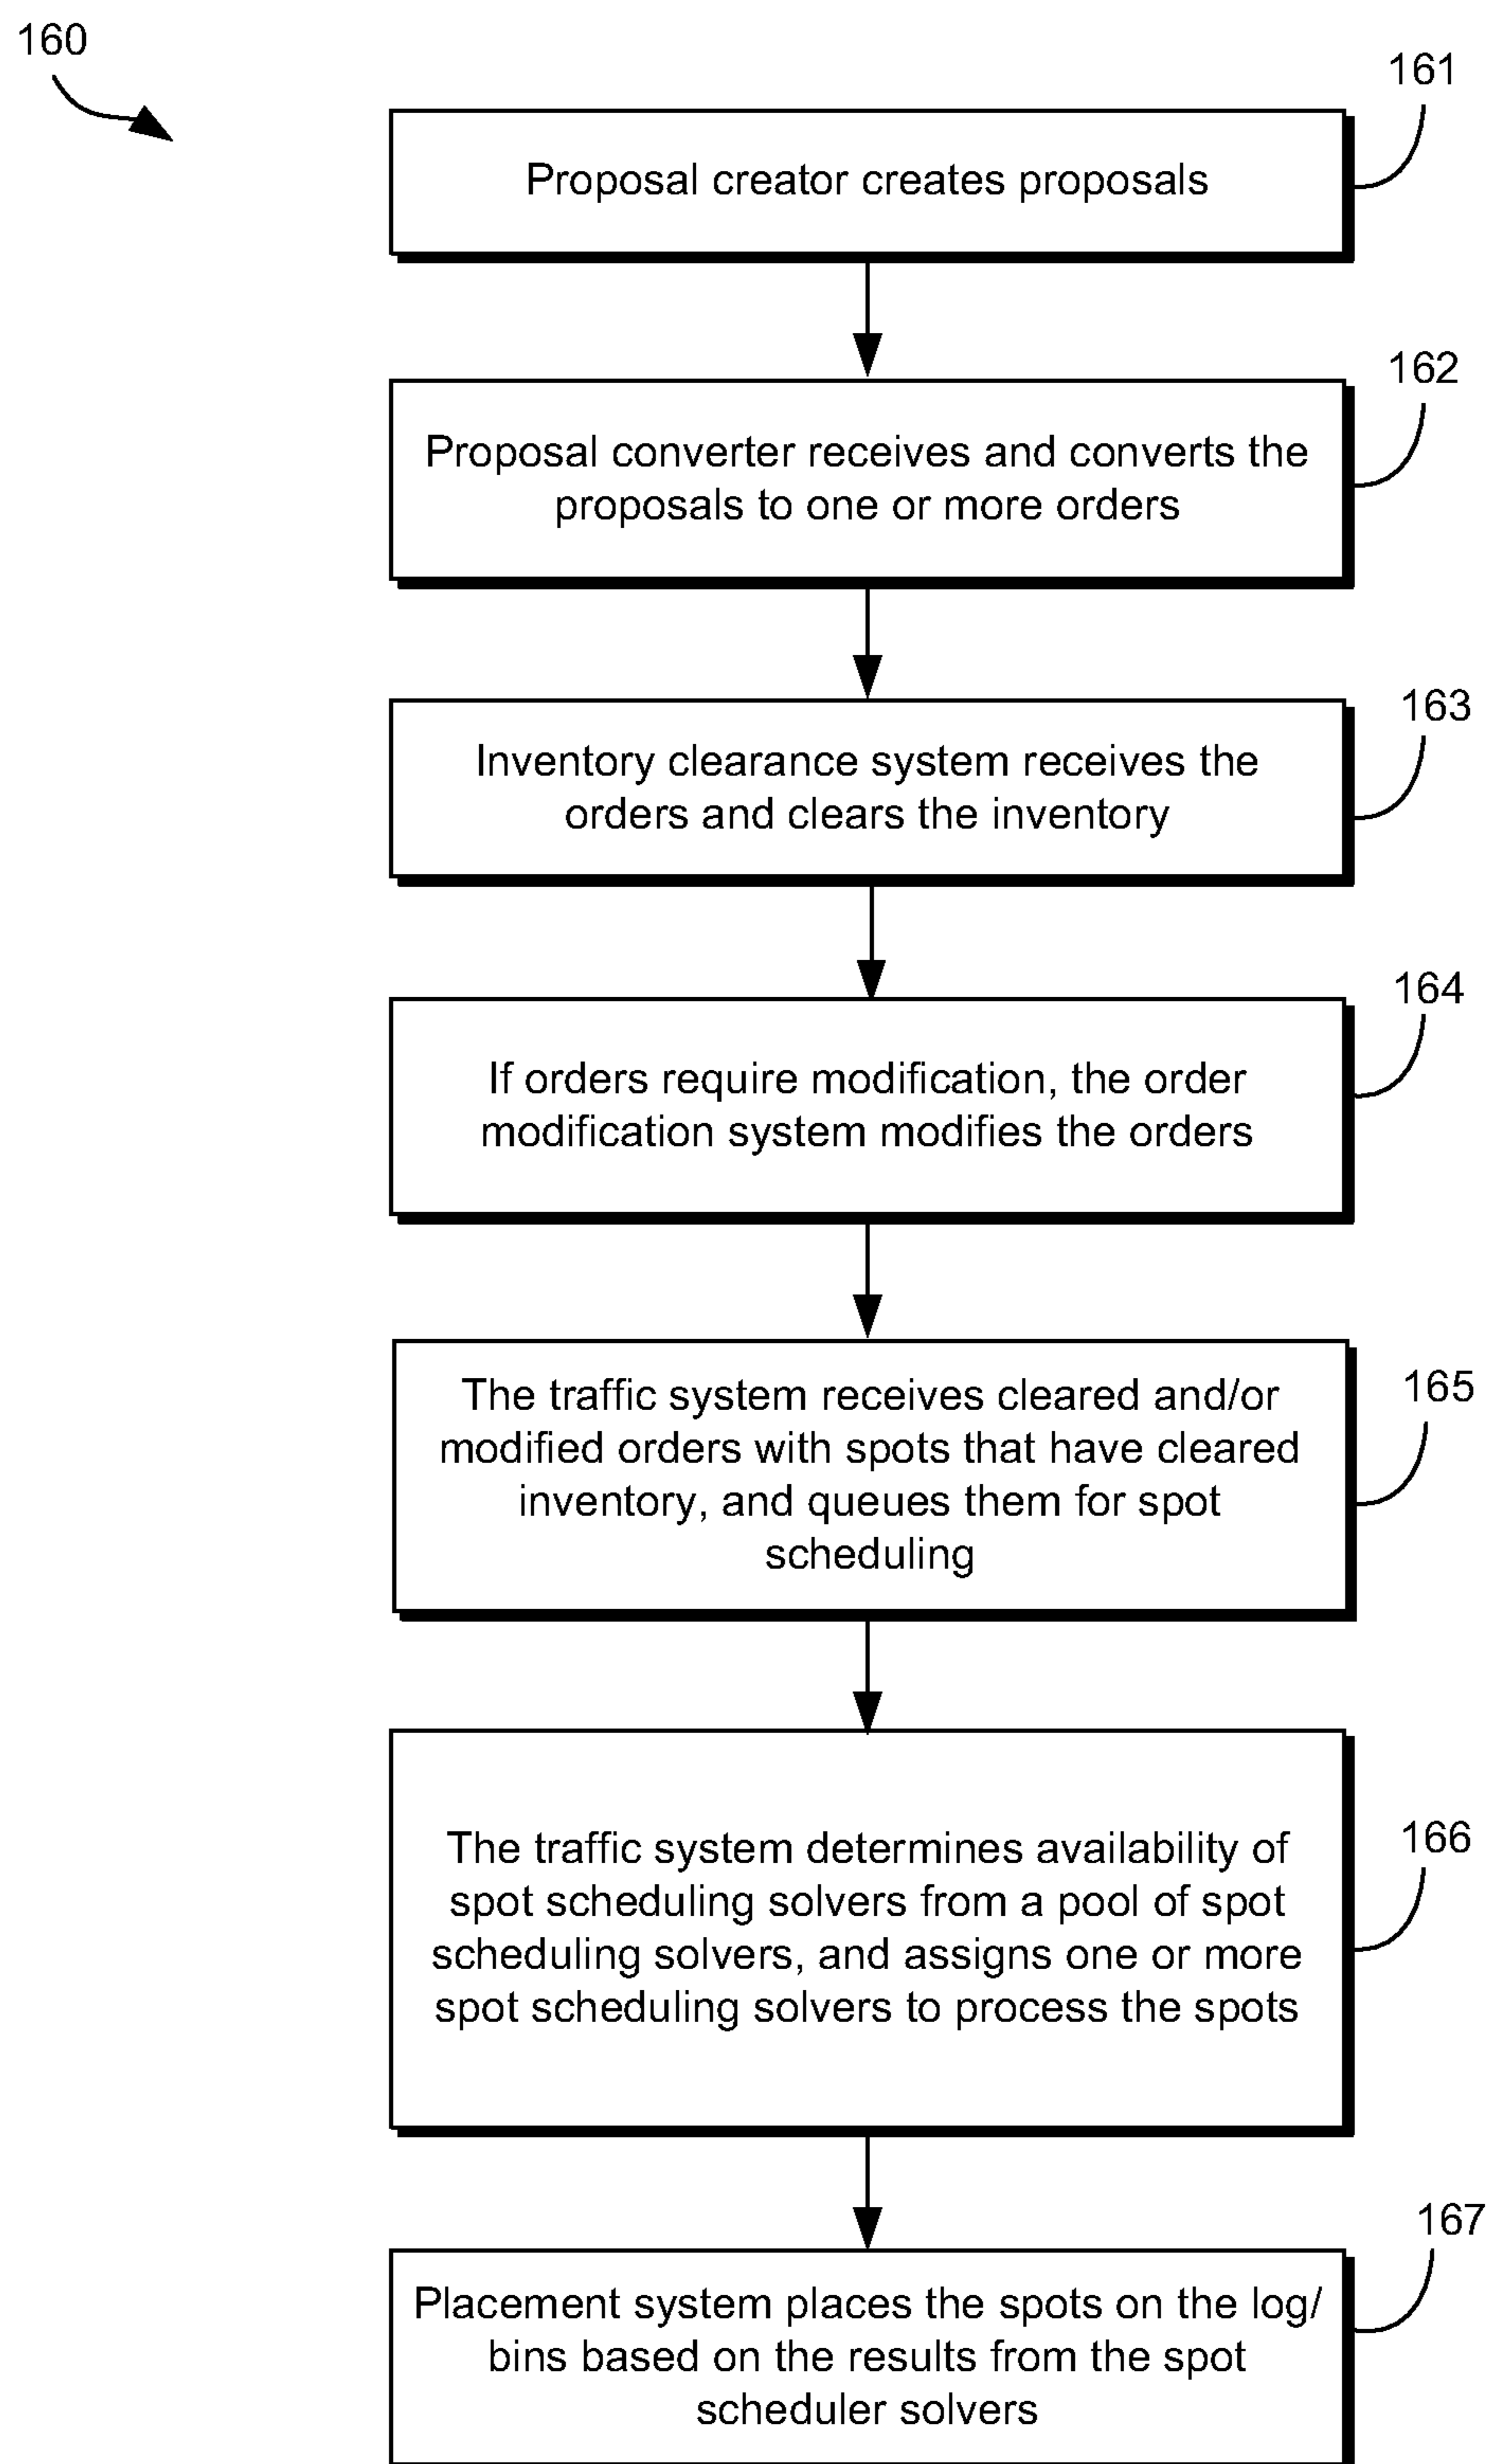 160
161
Proposal creator creates proposals
162
Proposal converter receives and converts the
proposals to one or more orders
163
Inventory clearance system receives the
orders and clears the inventory
164
If orders require modification, the order
modification system modifies the orders
165
The traffic system receives cleared and/or
modified orders with spots that have cleared
inventory, and queues them for spot
scheduling
166
The traffic system determines availability of
spot scheduling solvers from a pool of spot
scheduling solvers, and assigns one or more
spot scheduling solvers to process the spots
167
Placement system places the spots on the log/
bins based on the results from the spot
scheduler solvers